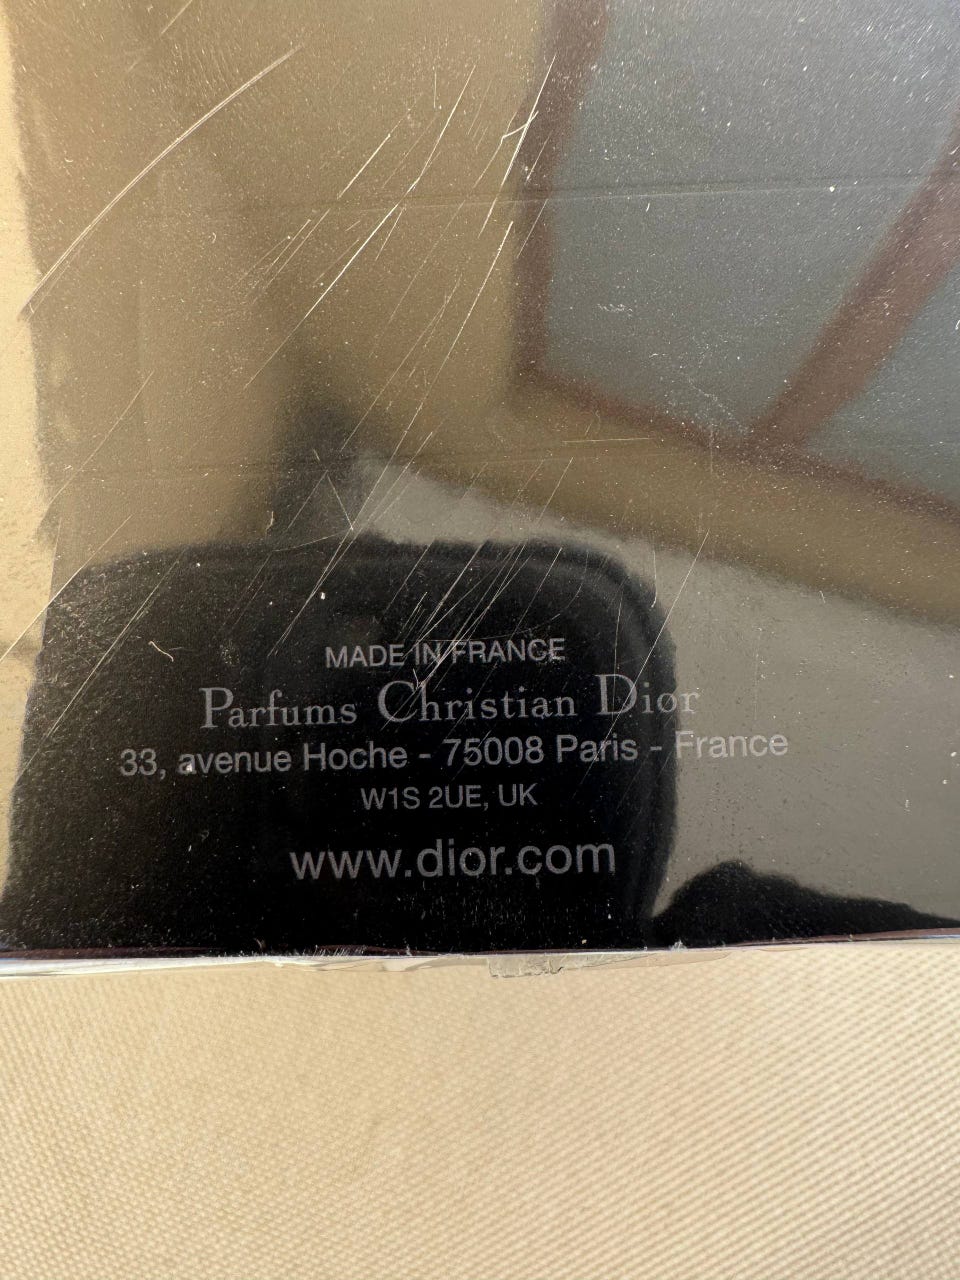 MADE IN FRANCE
Parfums Christian Dior
33, avenue Hoche - 75008 Paris - France
W1S 2UE, UK
www.dior.com